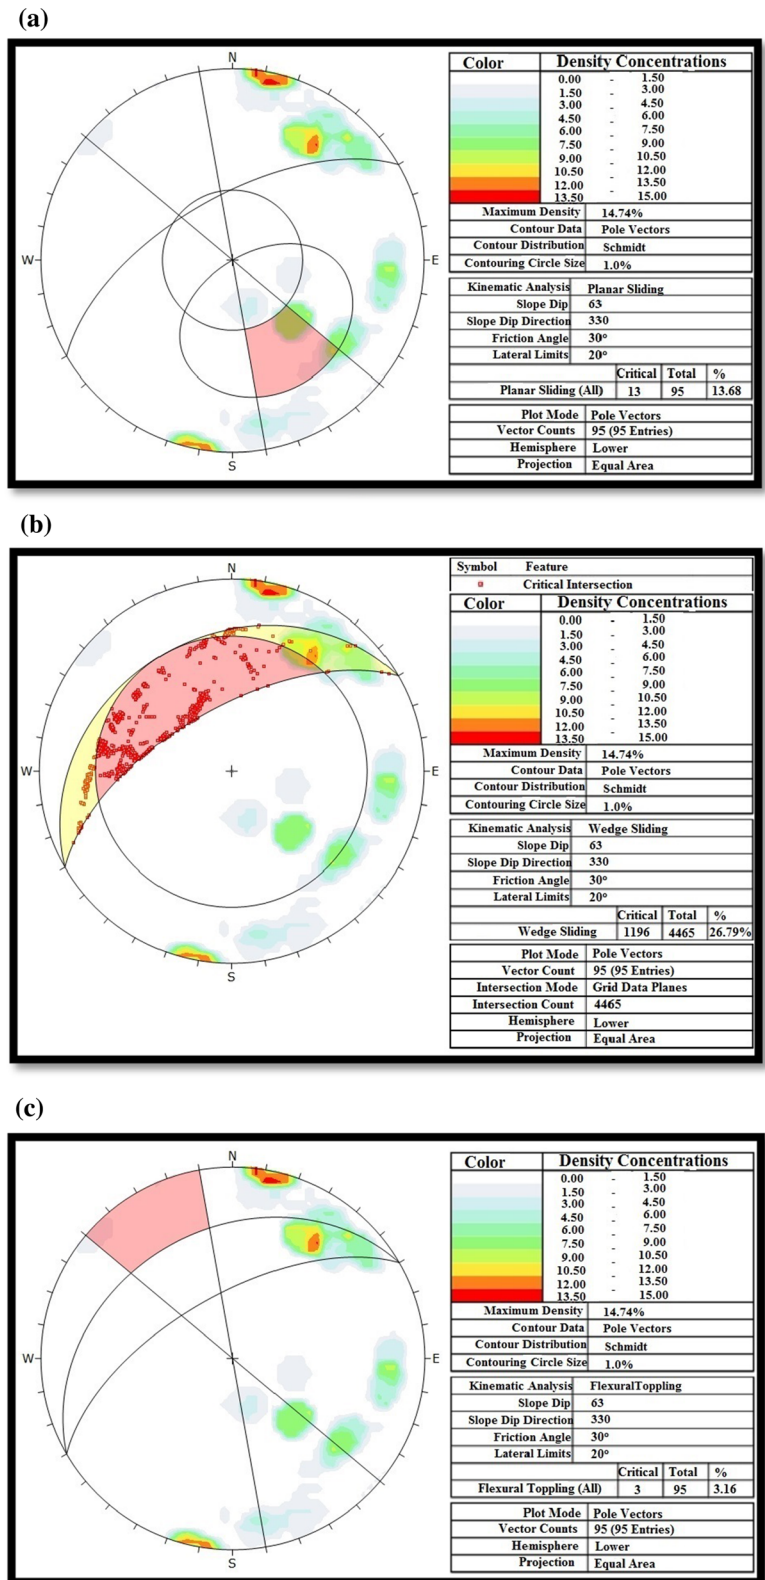 (a)
N
W
E
S
Color Density Concentrations
0.00 - 1.50
1.50 - 3.00
3.00 - 4.50
4.50 - 6.00
6.00 - 7.50
7.50 - 9.00
9.00 - 10.50
10.50 - 12.00
12.00 - 13.50
13.50 - 15.00
Maximum Density 14.74%
Contour Data Pole Vectors
Contour Distribution Schmidt
Contouring Circle Size 1.0%
Kinematic Analysis Planar Sliding
Slope Dip 63
Slope Dip Direction 330
Friction Angle 30°
Lateral Limits 20°
Critical Total %
Planar Sliding (All) 13 95 13.68
Plot Mode Pole Vectors
Vector Counts 95 (95 Entries)
Hemisphere Lower
Projection Equal Area
(b)
N
W
E
S
Symbol Feature
Critical Intersection
Color Density Concentrations
0.00 - 1.50
1.50 - 3.00
3.00 - 4.50
4.50 - 6.00
6.00 - 7.50
7.50 - 9.00
9.00 - 10.50
10.50 - 12.00
12.00 - 13.50
13.50 - 15.00
Maximum Density 14.74%
Contour Data Pole Vectors
Contour Distribution Schmidt
Contouring Circle Size 1.0%
Kinematic Analysis Wedge Sliding
Slope Dip 63
Slope Dip Direction 330
Friction Angle 30°
Lateral Limits 20°
Critical Total %
Wedge Sliding 1196 4465 26.79%
Plot Mode Pole Vectors
Vector Count 95 (95 Entries)
Intersection Mode Grid Data Planes
Intersection Count 4465
Hemisphere Lower
Projection Equal Area
(c)
N
W
E
S
Color Density Concentrations
0.00 - 1.50
1.50 - 3.00
3.00 - 4.50
4.50 - 6.00
6.00 - 7.50
7.50 - 9.00
9.00 - 10.50
10.50 - 12.00
12.00 - 13.50
13.50 - 15.00
Maximum Density 14.74%
Contour Data Pole Vectors
Contour Distribution Schmidt
Contouring Circle Size 1.0%
Kinematic Analysis FlexuralToppling
Slope Dip 63
Slope Dip Direction 330
Friction Angle 30°
Lateral Limits 20°
Critical Total %
Flexural Toppling (All) 3 95 3.16
Plot Mode Pole Vectors
Vector Counts 95 (95 Entries)
Hemisphere Lower
Projection Equal Area